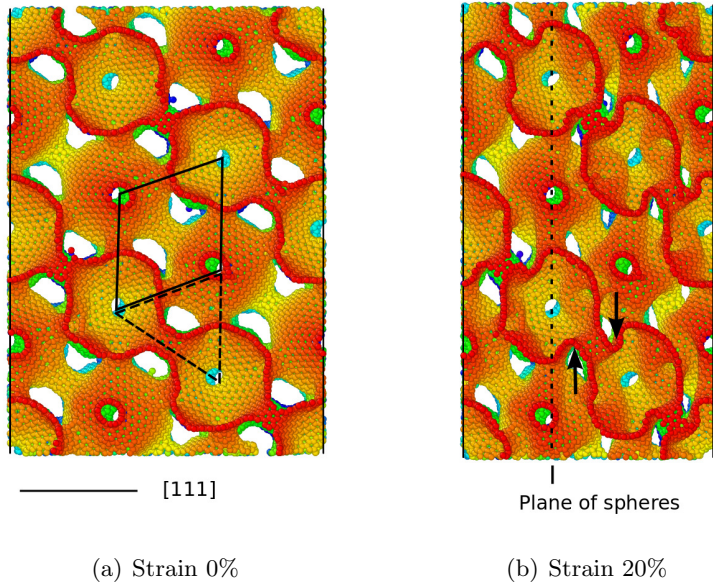 [111]
Plane of spheres
(a) Strain 0%
(b) Strain 20%